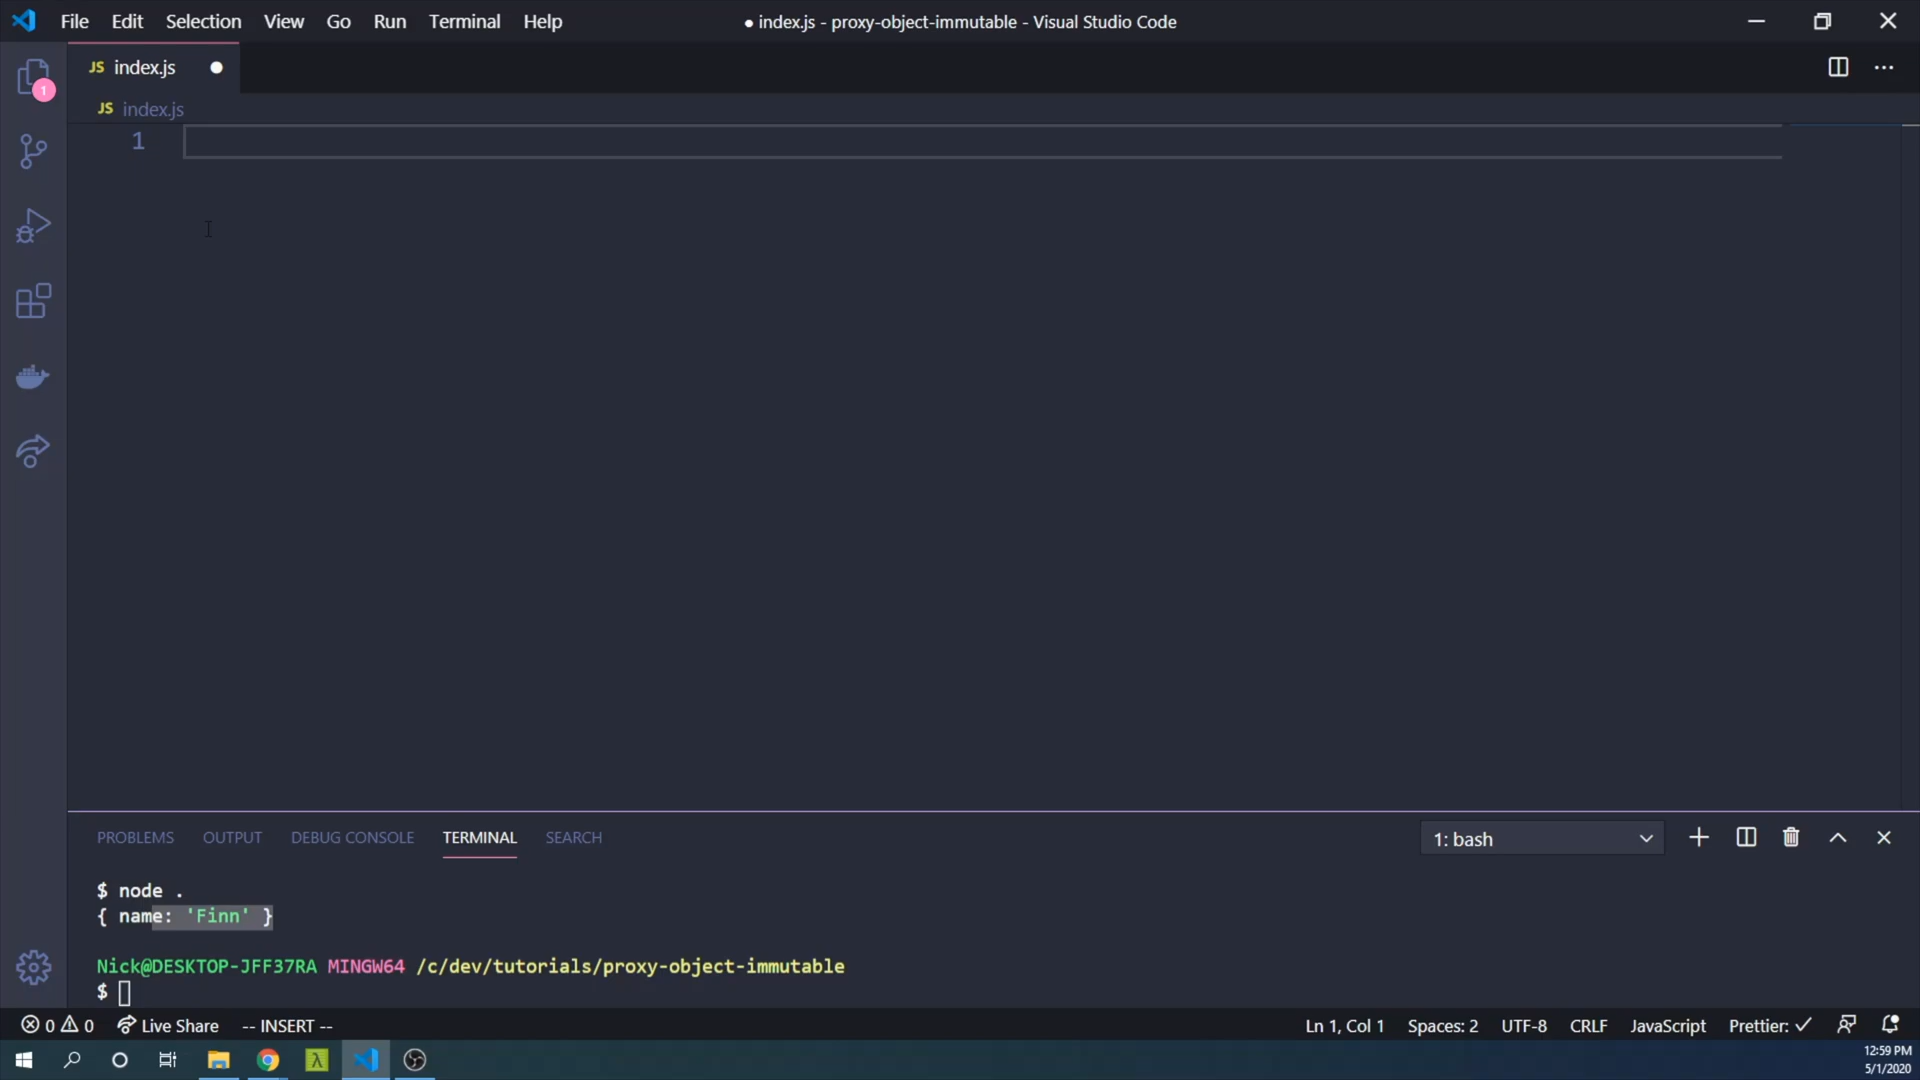 File Edit Selection View Go Run Terminal Help
● index.js - proxy-object-immutable - Visual Studio Code
JS index.js
1
JS index.js
1
PROBLEMS OUTPUT DEBUG CONSOLE TERMINAL SEARCH
1: bash
$ node .
{ name: 'Finn' }
Nick@DESKTOP-JFF37RA MINGW64 /c/dev/tutorials/proxy-object-immutable
$
0 0 Live Share -- INSERT --
Ln 1, Col 1 Spaces: 2 UTF-8 CRLF JavaScript Prettier: ✓
λ
12:59 PM
5/1/2020